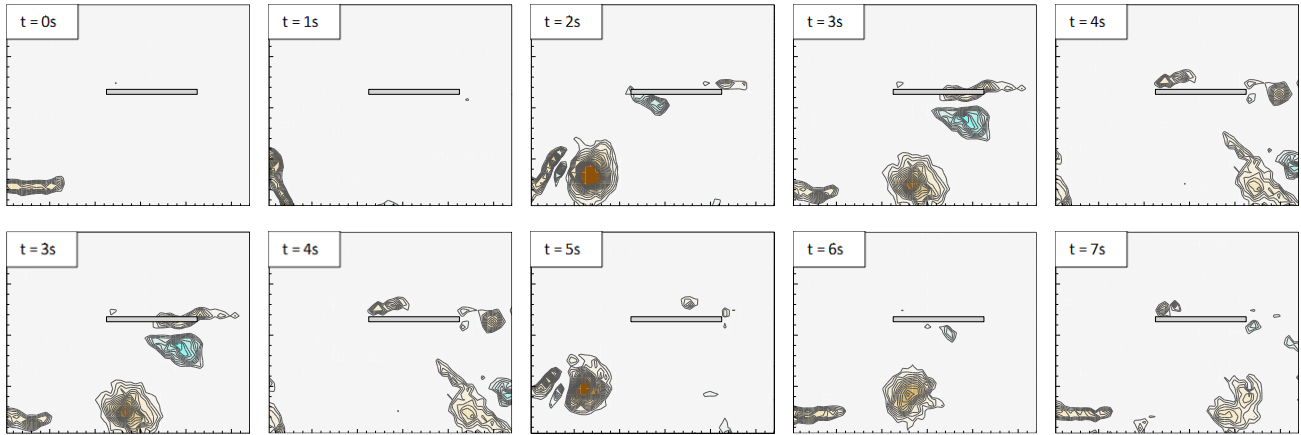 t = 0s
t = 1s
t = 2s
t = 3s
t = 4s
t = 3s
t = 4s
t = 5s
t = 6s
t = 7s